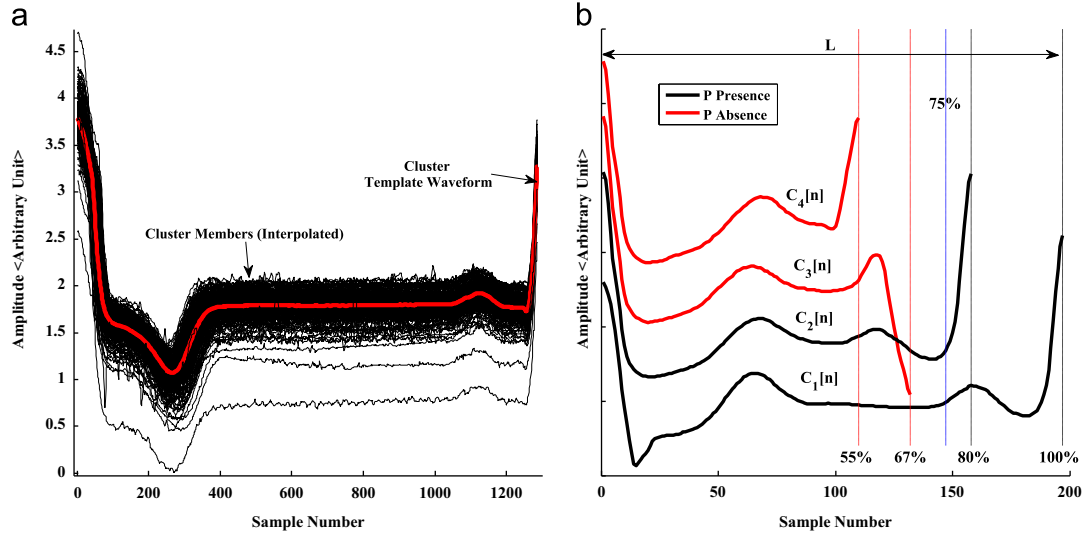 a
4.5
4
3.5
3
2.5
2
1.5
1
0.5
0
Amplitude <Arbitrary Unit>
Cluster
Template Waveform
Cluster Members (Interpolated)
0 200 400 600 800 1000 1200
Sample Number
b
L
P Presence
P Absence
75%
C4[n]
C3[n]
C2[n]
C1[n]
55% 67% 80% 100%
Amplitude <Arbitrary Unit>
0 50 100 150 200
Sample Number